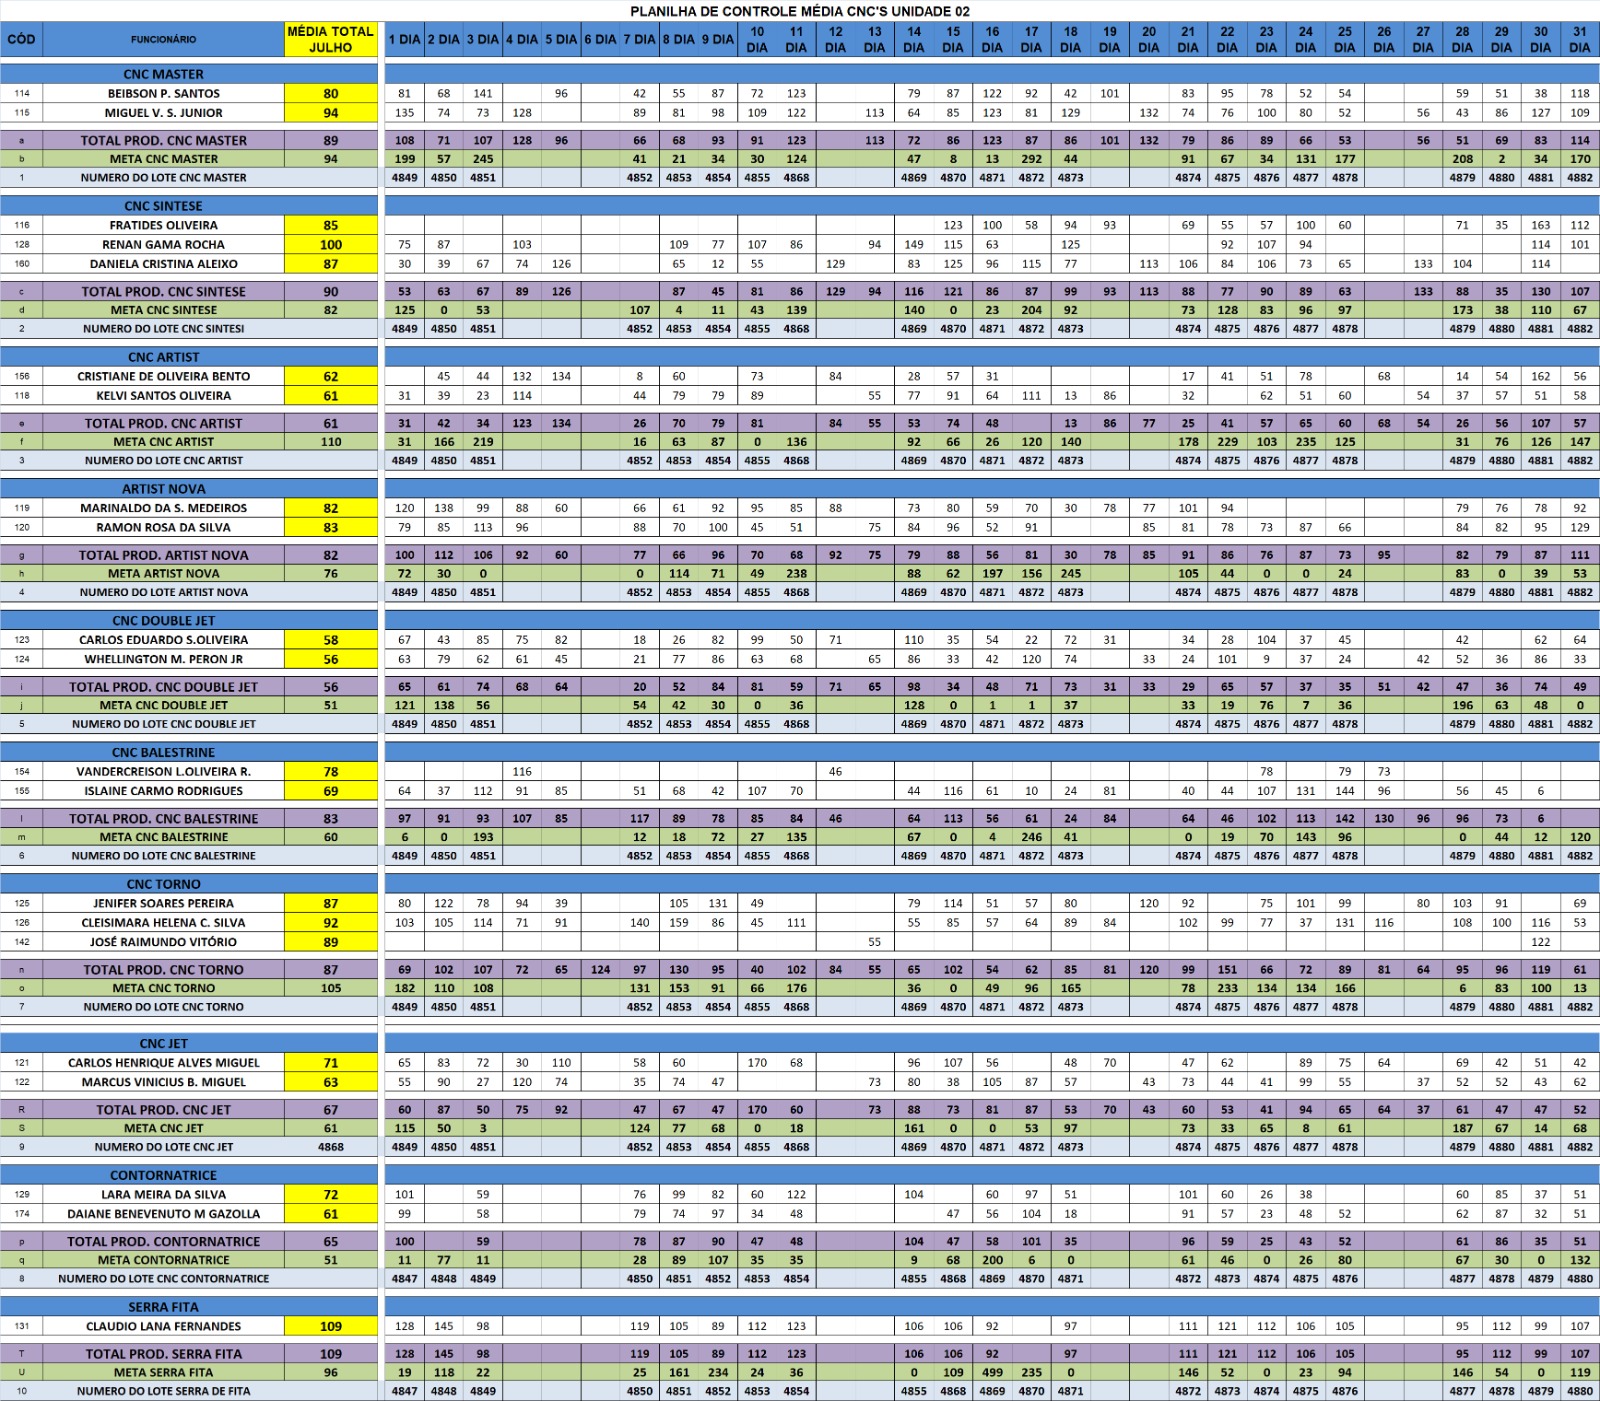 PLANILHA DE CONTROLE MÉDIA CNC'S UNIDADE 02
CÓD FUNCIONÁRIO MÉDIA TOTAL JULHO 1 DIA 2 DIA 3 DIA 4 DIA 5 DIA 6 DIA 7 DIA 8 DIA 9 DIA 10 DIA 11 DIA 12 DIA 13 DIA 14 DIA 15 DIA 16 DIA 17 DIA 18 DIA 19 DIA 20 DIA 21 DIA 22 DIA 23 DIA 24 DIA 25 DIA 26 DIA 27 DIA 28 DIA 29 DIA 30 DIA 31 DIA
CNC MASTER
114 BEIBSON P. SANTOS 80 81 68 141 96 42 55 87 72 123 79 87 122 92 42 101 83 95 78 52 54 59 51 38 118
115 MIGUEL V. S. JUNIOR 94 135 74 73 128 89 81 98 109 122 113 64 85 123 81 129 132 74 76 100 80 52 56 43 86 127 109
a TOTAL PROD. CNC MASTER 89 108 71 107 128 96 66 68 93 91 123 113 72 86 123 87 86 101 132 79 86 89 66 53 56 51 69 83 114
b META CNC MASTER 94 199 57 245 41 21 34 30 124 47 8 13 292 44 91 67 34 131 177 208 2 34 170
1 NUMERO DO LOTE CNC MASTER 4849 4850 4851 4852 4853 4854 4855 4868 4869 4870 4871 4872 4873 4874 4875 4876 4877 4878 4879 4880 4881 4882
CNC SINTESE
116 FRATIDES OLIVEIRA 85 123 100 58 94 93 69 55 57 100 60 71 35 163 112
128 RENAN GAMA ROCHA 100 75 87 103 109 77 107 86 94 149 115 63 125 92 107 94 114 101
160 DANIELA CRISTINA ALEIXO 87 30 39 67 74 126 65 12 55 129 83 125 96 115 77 113 106 84 106 73 65 133 104 114
c TOTAL PROD. CNC SINTESE 90 53 63 67 89 126 87 45 81 86 129 94 116 121 86 87 99 93 113 88 77 90 89 63 133 88 35 130 107
d META CNC SINTESE 82 125 0 53 107 4 11 43 139 140 0 23 204 92 73 128 83 96 97 173 38 110 67
2 NUMERO DO LOTE CNC SINTESI 4849 4850 4851 4852 4853 4854 4855 4868 4869 4870 4871 4872 4873 4874 4875 4876 4877 4878 4879 4880 4881 4882
CNC ARTIST
156 CRISTIANE DE OLIVEIRA BENTO 62 45 44 132 134 8 60 73 84 28 57 31 17 41 51 78 68 14 54 162 56
118 KELVI SANTOS OLIVEIRA 61 31 39 23 114 44 79 79 89 55 77 91 64 111 13 86 32 62 51 60 54 37 57 51 58
e TOTAL PROD. CNC ARTIST 61 31 42 34 123 134 26 70 79 81 84 55 53 74 48 13 86 77 25 41 57 65 60 68 54 26 56 107 57
f META CNC ARTIST 110 31 166 219 16 63 87 0 136 92 66 26 120 140 178 229 103 235 125 31 76 126 147
3 NUMERO DO LOTE CNC ARTIST 4849 4850 4851 4852 4853 4854 4855 4868 4869 4870 4871 4872 4873 4874 4875 4876 4877 4878 4879 4880 4881 4882
ARTIST NOVA
119 MARINALDO DA S. MEDEIROS 82 120 138 99 88 60 66 61 92 95 85 88 73 80 59 70 30 78 77 101 94 79 76 78 92
120 RAMON ROSA DA SILVA 83 79 85 113 96 88 70 100 45 51 75 84 96 52 91 85 81 78 73 87 66 84 82 95 129
g TOTAL PROD. ARTIST NOVA 82 100 112 106 92 60 77 66 96 70 68 92 75 79 88 56 81 30 78 85 91 86 76 87 73 95 82 79 87 111
h META ARTIST NOVA 76 72 30 0 0 114 71 49 238 88 62 197 156 245 105 44 0 0 24 83 0 39 53
4 NUMERO DO LOTE ARTIST NOVA 4849 4850 4851 4852 4853 4854 4855 4868 4869 4870 4871 4872 4873 4874 4875 4876 4877 4878 4879 4880 4881 4882
CNC DOUBLE JET
123 CARLOS EDUARDO S.OLIVEIRA 58 67 43 85 75 82 18 26 82 99 50 71 110 35 54 22 72 31 34 28 104 37 45 42 62 64
124 WHELLINGTON M. PERON JR 56 63 79 62 61 45 21 77 86 63 68 65 86 33 42 120 74 33 24 101 9 37 24 42 52 36 86 33
i TOTAL PROD. CNC DOUBLE JET 56 65 61 74 68 64 20 52 84 81 59 71 65 98 34 48 71 73 31 33 29 65 57 37 35 51 42 47 36 74 49
j META CNC DOUBLE JET 51 121 138 56 54 42 30 0 36 128 0 1 1 37 33 19 76 7 36 196 63 48 0
5 NUMERO DO LOTE CNC DOUBLE JET 4849 4850 4851 4852 4853 4854 4855 4868 4869 4870 4871 4872 4873 4874 4875 4876 4877 4878 4879 4880 4881 4882
CNC BALESTRINE
154 VANDERCREISON L.OLIVEIRA R. 78 116 46 78 79 73
155 ISLAINE CARMO RODRIGUES 69 64 37 112 91 85 51 68 42 107 70 44 116 61 10 24 81 40 44 107 131 144 96 56 45 6
l TOTAL PROD. CNC BALESTRINE 83 97 91 93 107 85 117 89 78 85 84 46 64 113 56 61 24 84 64 46 102 113 142 130 96 96 73 6
m META CNC BALESTRINE 60 6 0 193 12 18 72 27 135 67 0 4 246 41 0 19 70 143 96 0 44 12 120
6 NUMERO DO LOTE CNC BALESTRINE 4849 4850 4851 4852 4853 4854 4855 4868 4869 4870 4871 4872 4873 4874 4875 4876 4877 4878 4879 4880 4881 4882
CNC TORNO
125 JENIFER SOARES PEREIRA 87 80 122 78 94 39 105 131 49 79 114 51 57 80 120 92 75 101 99 80 103 91 69
126 CLEISIMARA HELENA C. SILVA 92 103 105 114 71 91 140 159 86 45 111 55 85 57 64 89 84 102 99 77 37 131 116 108 100 116 53
142 JOSÉ RAIMUNDO VITÓRIO 89 55 122
n TOTAL PROD. CNC TORNO 87 69 102 107 72 65 124 97 130 95 40 102 84 55 65 102 54 62 85 81 120 99 151 66 72 89 81 64 95 96 119 61
o META CNC TORNO 105 182 110 108 131 153 91 66 176 36 0 49 96 165 78 233 134 134 166 6 83 100 13
7 NUMERO DO LOTE CNC TORNO 4849 4850 4851 4852 4853 4854 4855 4868 4869 4870 4871 4872 4873 4874 4875 4876 4877 4878 4879 4880 4881 4882
CNC JET
121 CARLOS HENRIQUE ALVES MIGUEL 71 65 83 72 30 110 58 60 170 68 96 107 56 48 70 47 62 89 75 64 69 42 51 42
122 MARCUS VINICIUS B. MIGUEL 63 55 90 27 120 74 35 74 47 73 80 38 105 87 57 43 73 44 41 99 55 37 52 52 43 62
R TOTAL PROD. CNC JET 67 60 87 50 75 92 47 67 47 170 60 73 88 73 81 87 53 70 43 60 53 41 94 65 64 37 61 47 47 52
S META CNC JET 61 115 50 3 124 77 68 0 18 161 0 0 53 97 73 33 65 8 61 187 67 14 68
9 NUMERO DO LOTE CNC JET 4868 4849 4850 4851 4852 4853 4854 4855 4868 4869 4870 4871 4872 4873 4874 4875 4876 4877 4878 4879 4880 4881 4882
CONTORNATRICE
129 LARA MEIRA DA SILVA 72 101 59 76 99 82 60 122 104 60 97 51 101 60 26 38 60 85 37 51
174 DAIANE BENEVENUTO M GAZOLLA 61 99 58 79 74 97 34 48 47 56 104 18 91 57 23 48 52 62 87 32 51
p TOTAL PROD. CONTORNATRICE 65 100 59 78 87 90 47 48 104 47 58 101 35 96 59 25 43 52 61 86 35 51
q META CONTORNATRICE 51 11 77 11 28 89 107 35 35 9 68 200 6 0 61 46 0 26 80 67 30 0 132
8 NUMERO DO LOTE CNC CONTORNATRICE 4847 4848 4849 4850 4851 4852 4853 4854 4855 4868 4869 4870 4871 4872 4873 4874 4875 4876 4877 4878 4879 4880
SERRA FITA
131 CLAUDIO LANA FERNANDES 109 128 145 98 119 105 89 112 123 106 106 92 97 111 121 112 106 105 95 112 99 107
T TOTAL PROD. SERRA FITA 109 128 145 98 119 105 89 112 123 106 106 92 97 111 121 112 106 105 95 112 99 107
U META SERRA FITA 96 19 118 22 25 161 234 24 36 0 109 499 235 0 146 52 0 23 94 146 54 0 119
10 NUMERO DO LOTE SERRA DE FITA 4847 4848 4849 4850 4851 4852 4853 4854 4855 4868 4869 4870 4871 4872 4873 4874 4875 4876 4877 4878 4879 4880